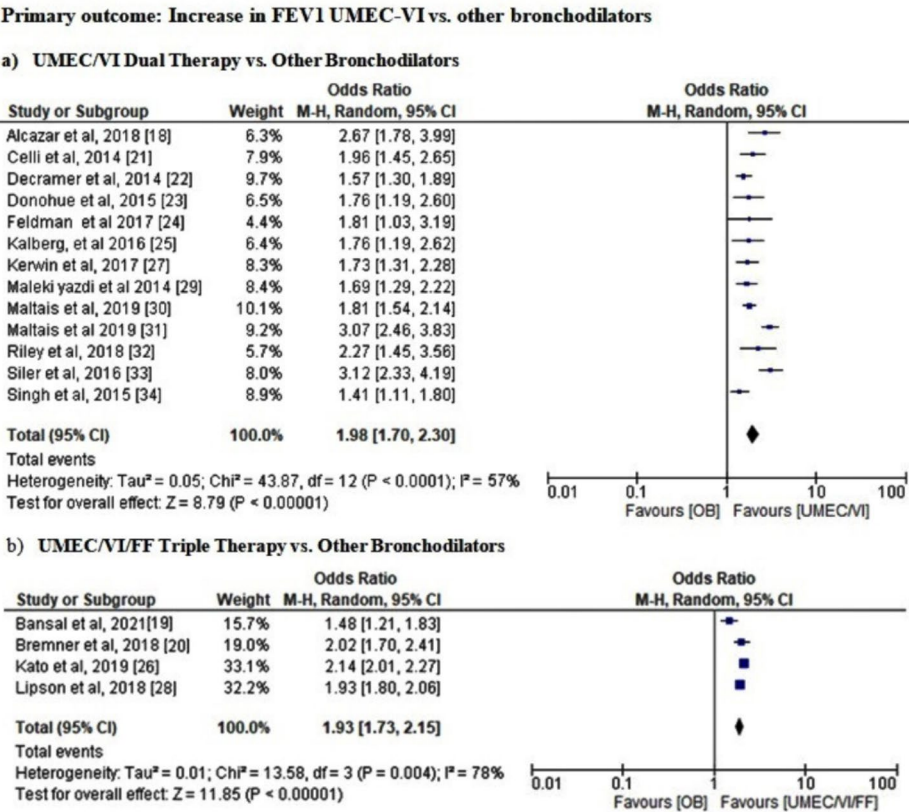 Primary outcome: Increase in FEV1 UMEC-VI vs. other bronchodilators
a) UMEC/VI Dual Therapy vs. Other Bronchodilators
Odds Ratio Odds Ratio
Study or Subgroup Weight M-H, Random, 95% CI M-H, Random, 95% CI
Alcazar et al, 2018 [18] 6.3% 2.67 [1.78, 3.99]
Celli et al, 2014 [21] 7.9% 1.96 [1.45, 2.65]
Decramer et al, 2014 [22] 9.7% 1.57 [1.30, 1.89]
Donohue et al, 2015 [23] 6.5% 1.76 [1.19, 2.60]
Feldman et al 2017 [24] 4.4% 1.81 [1.03, 3.19]
Kalberg, et al 2016 [25] 6.4% 1.76 [1.19, 2.62]
Kerwin et al, 2017 [27] 8.3% 1.73 [1.31, 2.28]
Maleki yazdi et al 2014 [29] 8.4% 1.69 [1.29, 2.22]
Maltais et al, 2019 [30] 10.1% 1.81 [1.54, 2.14]
Maltais et al 2019 [31] 9.2% 3.07 [2.46, 3.83]
Riley et al, 2018 [32] 5.7% 2.27 [1.45, 3.56]
Siler et al, 2016 [33] 8.0% 3.12 [2.33, 4.19]
Singh et al, 2015 [34] 8.9% 1.41 [1.11, 1.80]
Total (95% CI) 100.0% 1.98 [1.70, 2.30]
Total events
Heterogeneity: Tau² = 0.05; Chi² = 43.87, df = 12 (P < 0.0001); I² = 57%
Test for overall effect: Z = 8.79 (P < 0.00001)
0.01 0.1 1 10 100
Favours [OB] Favours [UMEC/VI]
b) UMEC/VI/FF Triple Therapy vs. Other Bronchodilators
Odds Ratio Odds Ratio
Study or Subgroup Weight M-H, Random, 95% CI M-H, Random, 95% CI
Bansal et al, 2021[19] 15.7% 1.48 [1.21, 1.83]
Bremner et al, 2018 [20] 19.0% 2.02 [1.70, 2.41]
Kato et al, 2019 [26] 33.1% 2.14 [2.01, 2.27]
Lipson et al, 2018 [28] 32.2% 1.93 [1.80, 2.06]
Total (95% CI) 100.0% 1.93 [1.73, 2.15]
Total events
Heterogeneity: Tau² = 0.01; Chi² = 13.58, df = 3 (P = 0.004); I² = 78%
Test for overall effect: Z = 11.85 (P < 0.00001)
0.01 0.1 1 10 100
Favours [OB] Favours [UMEC/VI/FF]